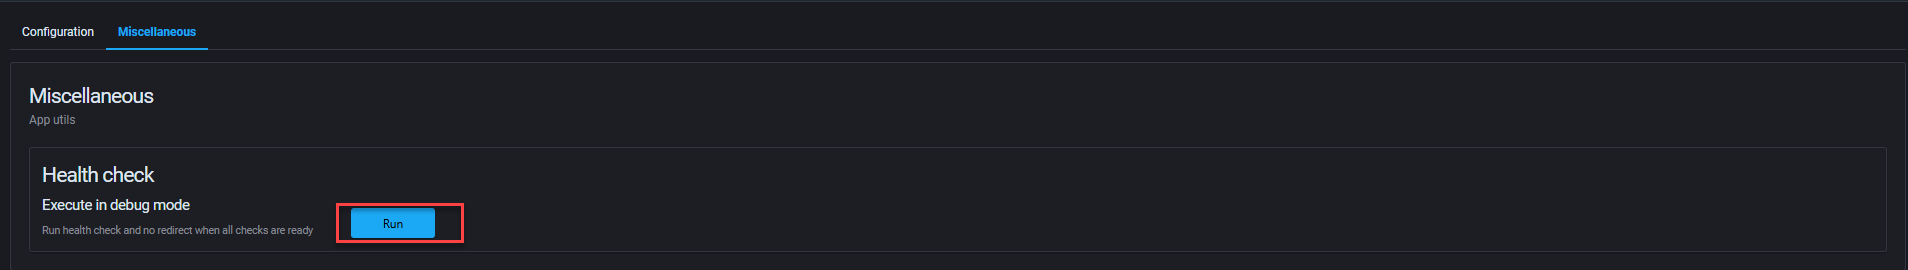 Configuration Miscellaneous
Miscellaneous
App utils
Health check
Execute in debug mode
Run health check and no redirect when all checks are ready
Run